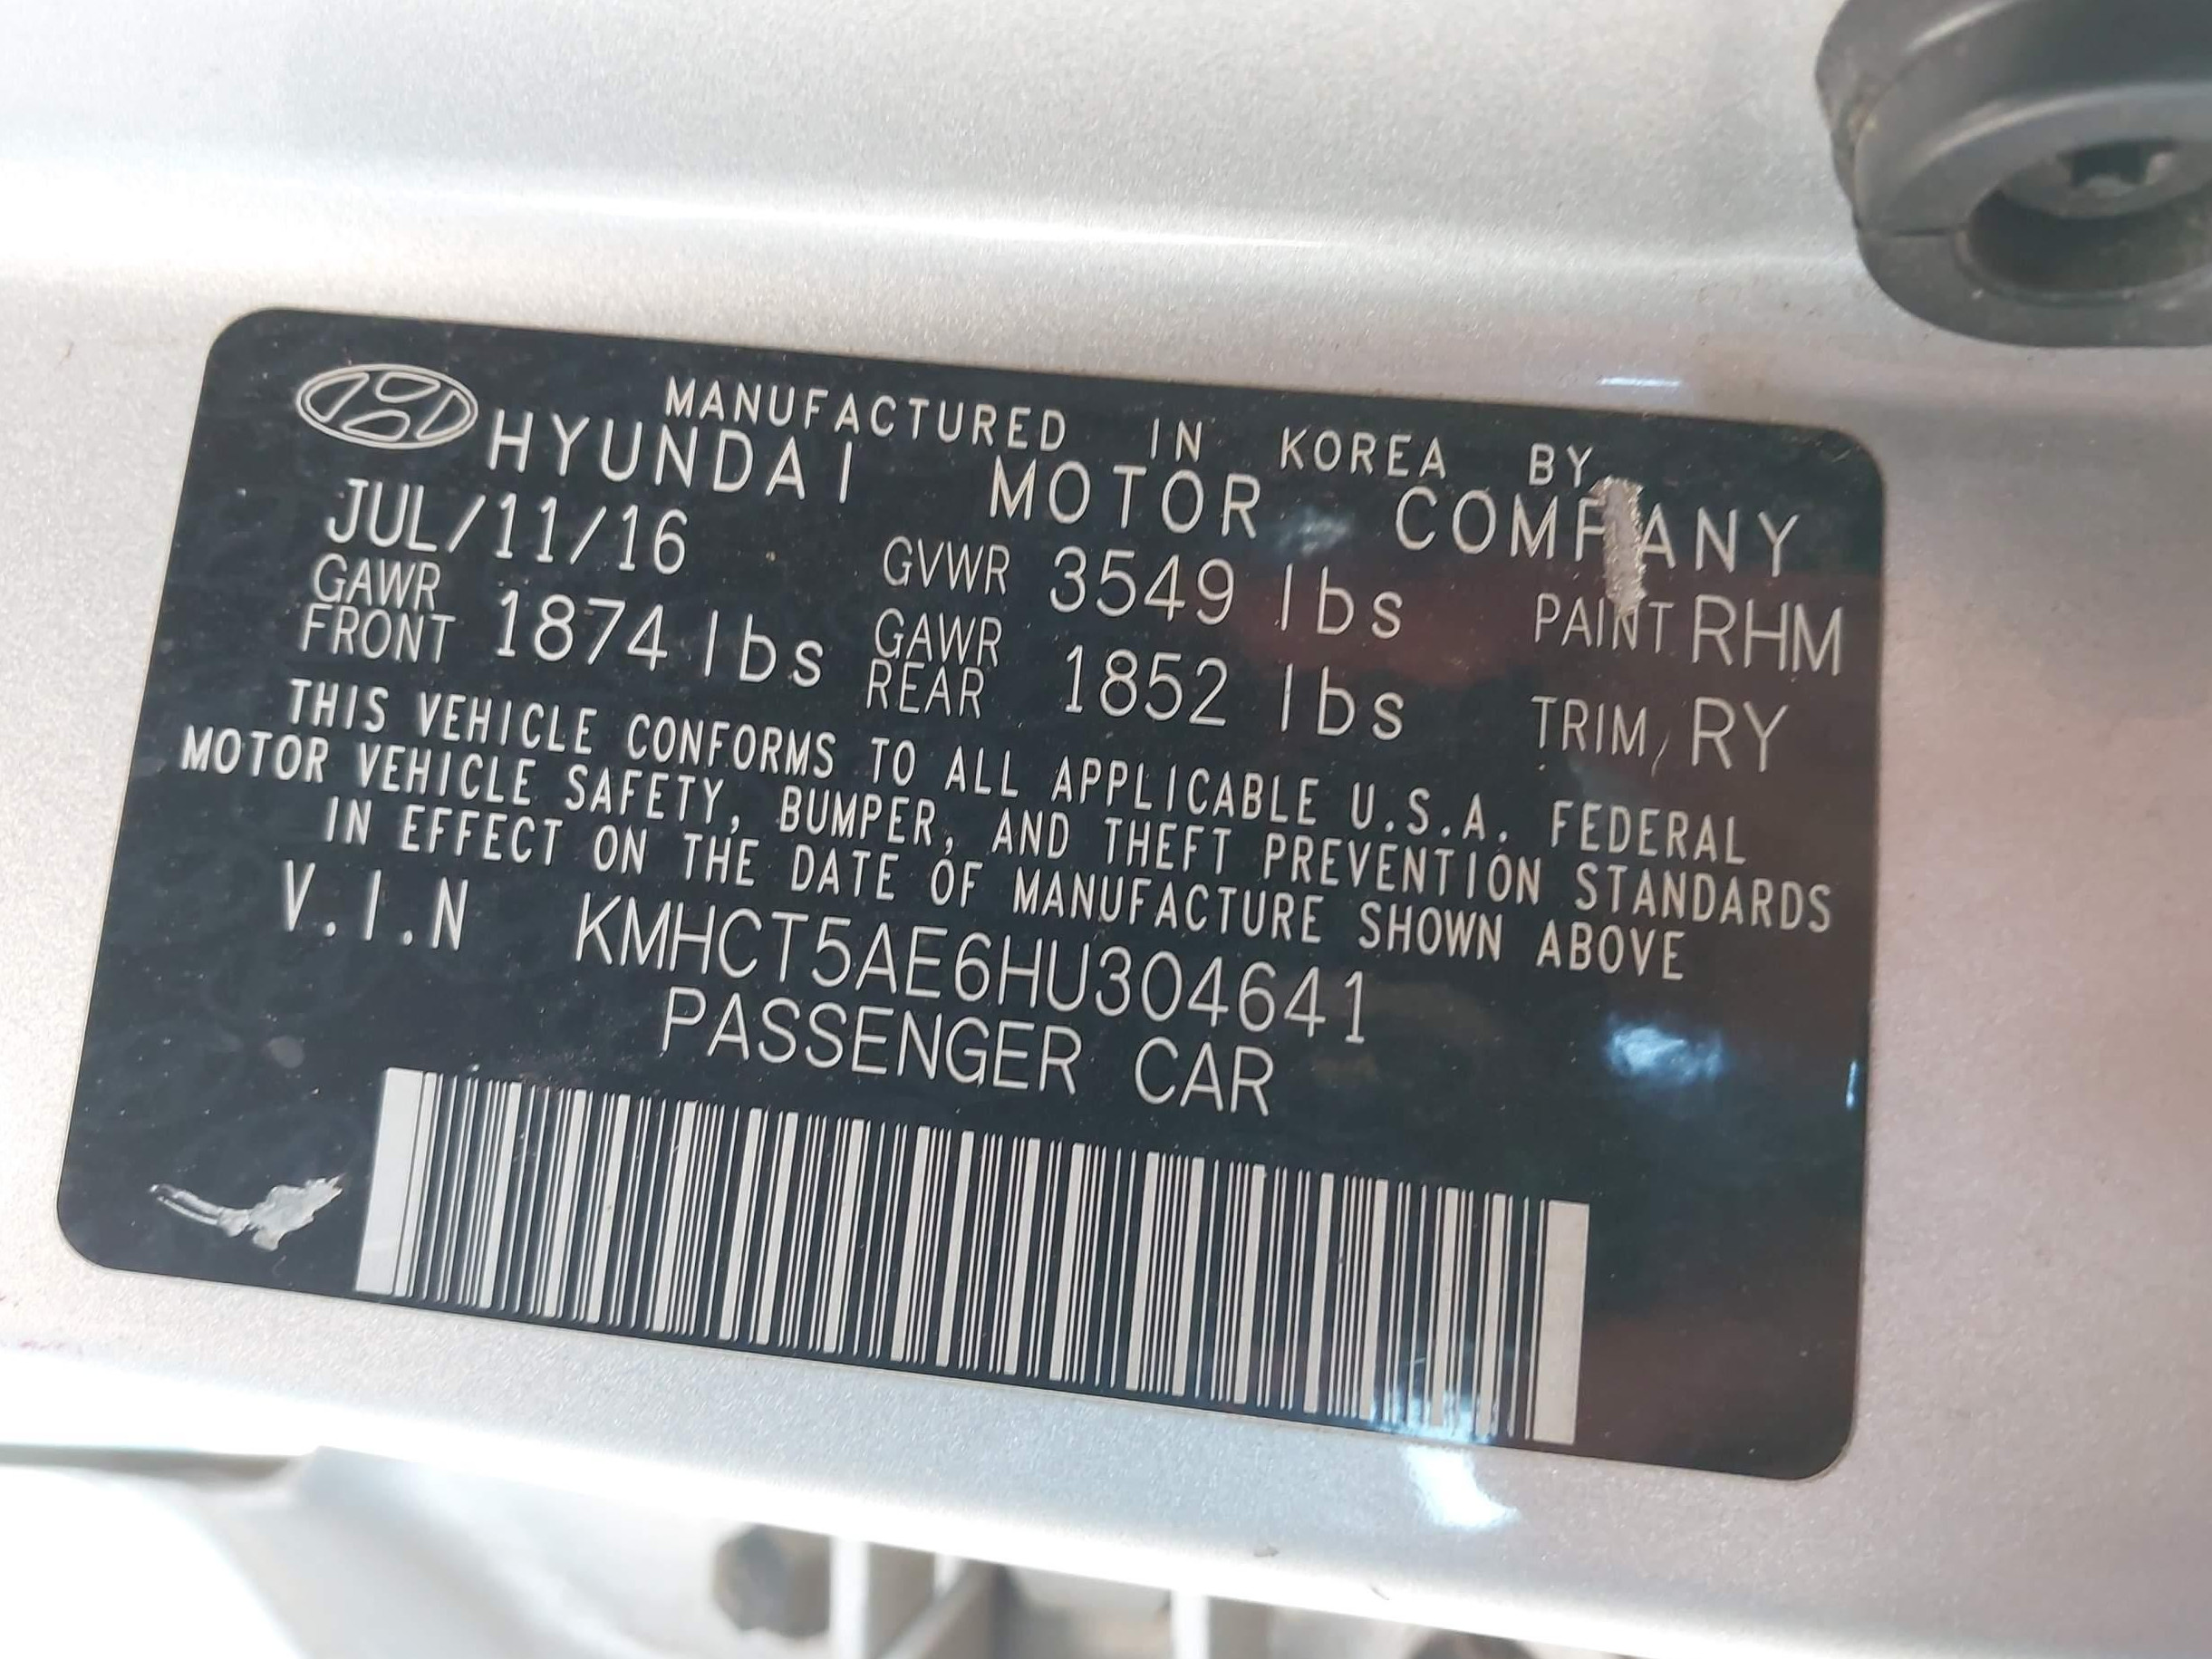 MANUFACTURED IN KOREA BY
HYUNDAI MOTOR COMPANY
JUL/11/16 GVWR 3549 lbs PAINT RHM
GAWR FRONT 1874 lbs GAWR REAR 1852 lbs TRIM RY
THIS VEHICLE CONFORMS TO ALL APPLICABLE U.S.A. FEDERAL
MOTOR VEHICLE SAFETY, BUMPER, AND THEFT PREVENTION STANDARDS
IN EFFECT ON THE DATE OF MANUFACTURE SHOWN ABOVE
V.I.N KMHCT5AE6HU304641
PASSENGER CAR